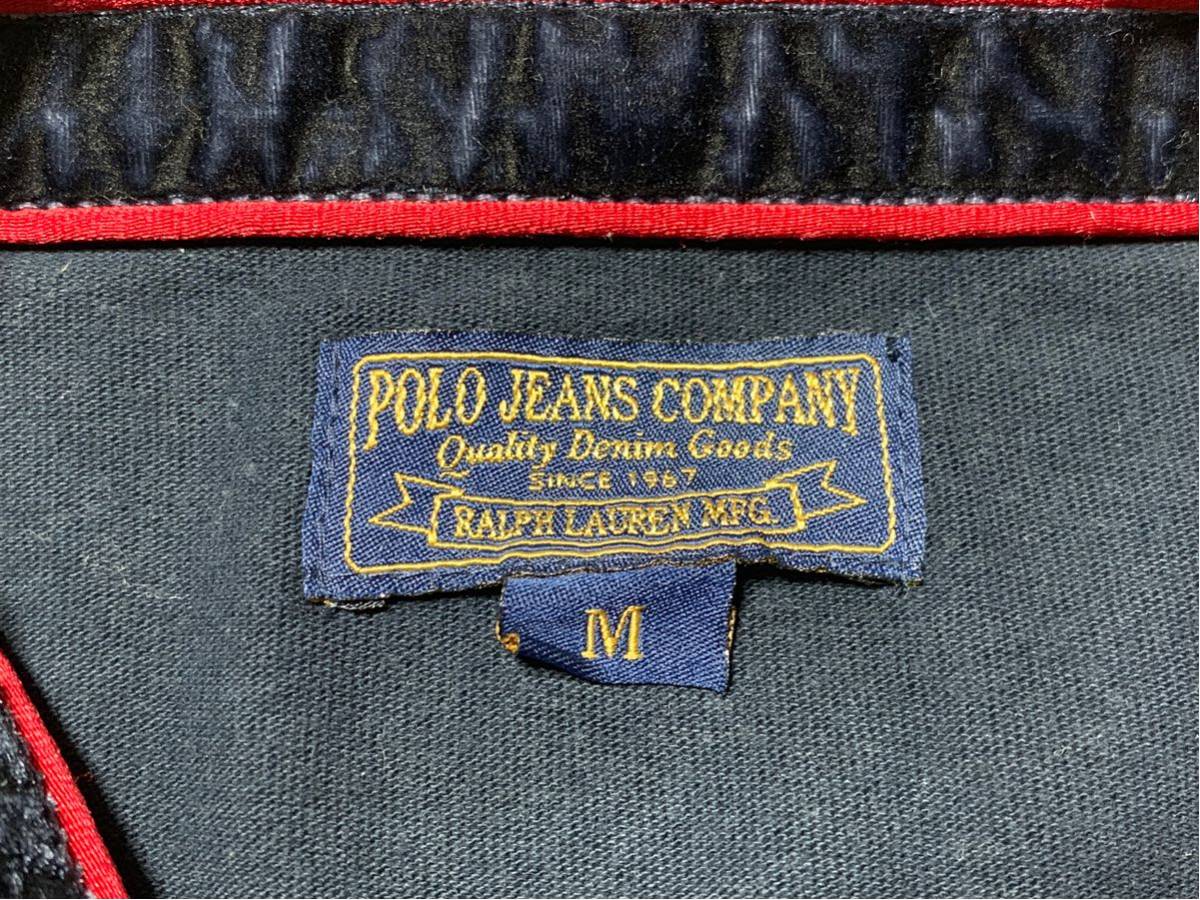 POLO JEANS COMPANY
Quality Denim Goods
SINCE 1967
RALPH LAUREN MFG.
M